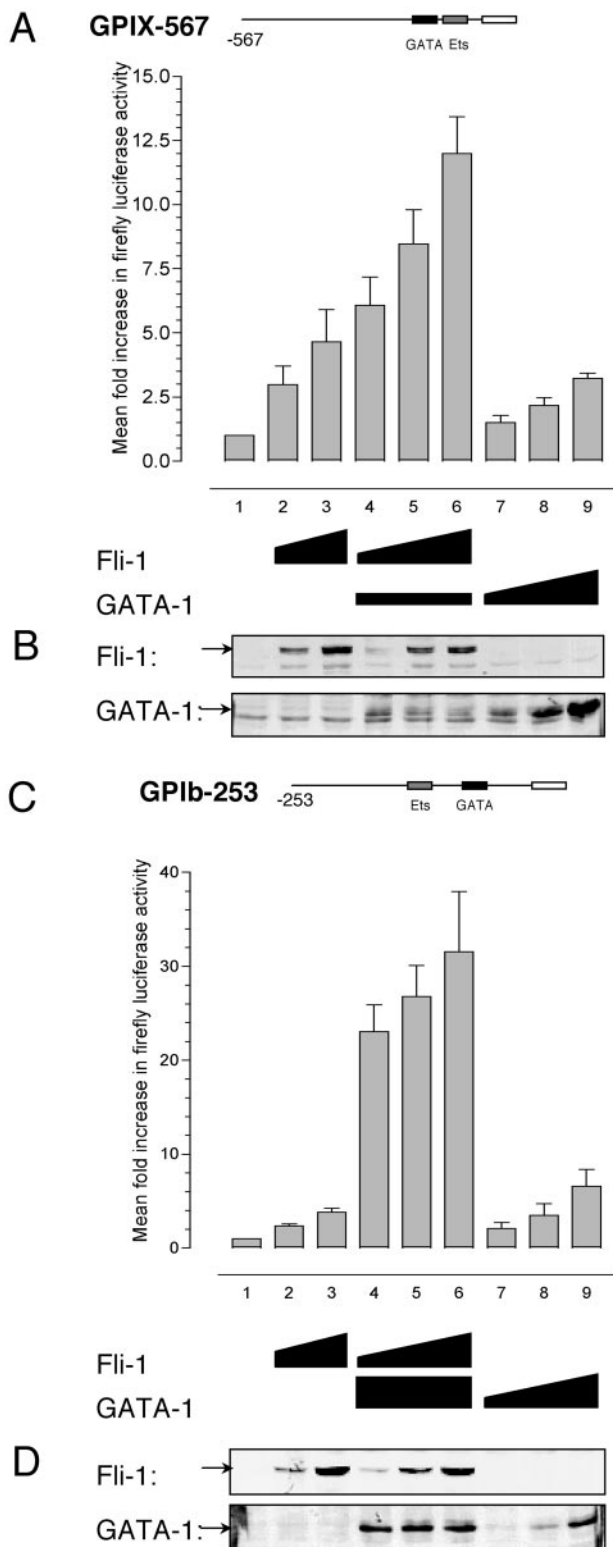 A
GPIX-567
-567
GATA Ets
Mean fold increase in firefly luciferase activity
15.0
12.5
10.0
7.5
5.0
2.5
0.0
1 2 3 4 5 6 7 8 9
Fli-1
GATA-1
B
Fli-1:
GATA-1:
C
GPIb-253
-253
Ets GATA
Mean fold increase in firefly luciferase activity
40
30
20
10
0
1 2 3 4 5 6 7 8 9
Fli-1
GATA-1
D
Fli-1:
GATA-1: